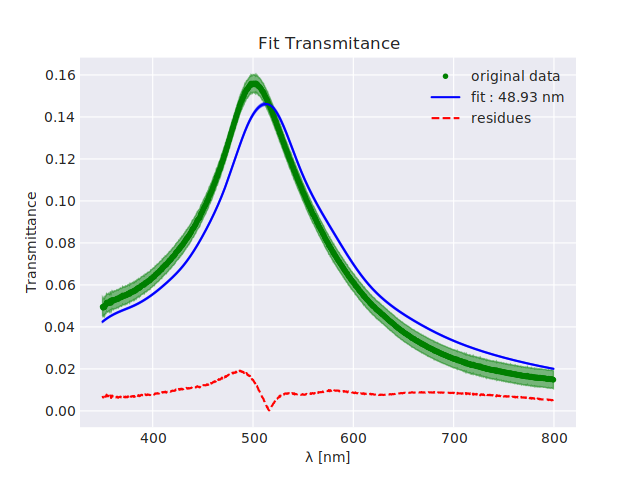 Fit Transmitance
original data
fit : 48.93 nm
residues
Transmittance
0.16
0.14
0.12
0.10
0.08
0.06
0.04
0.02
0.00
400 500 600 700 800
λ [nm]